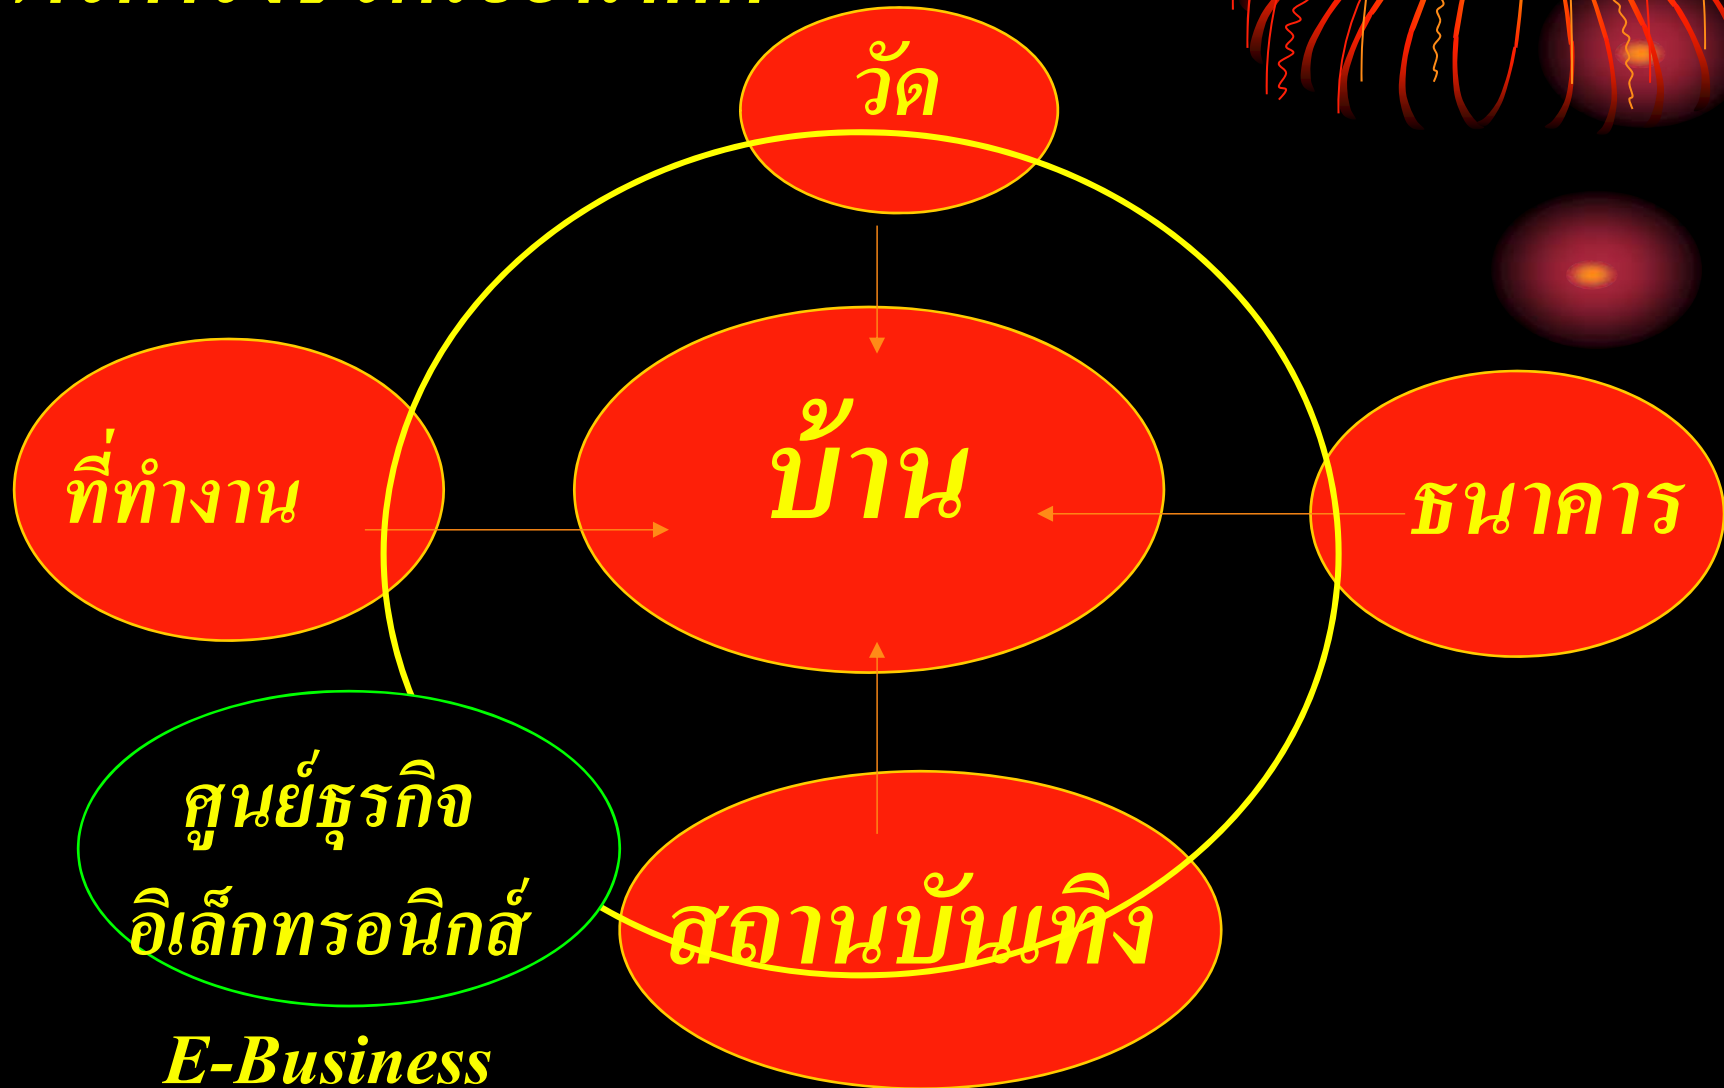 วัด
บ้าน
ที่ทำงาน
ธนาคาร
ศูนย์ธุรกิจ
อิเล็กทรอนิกส์
สถานบันเทิง
E-Business